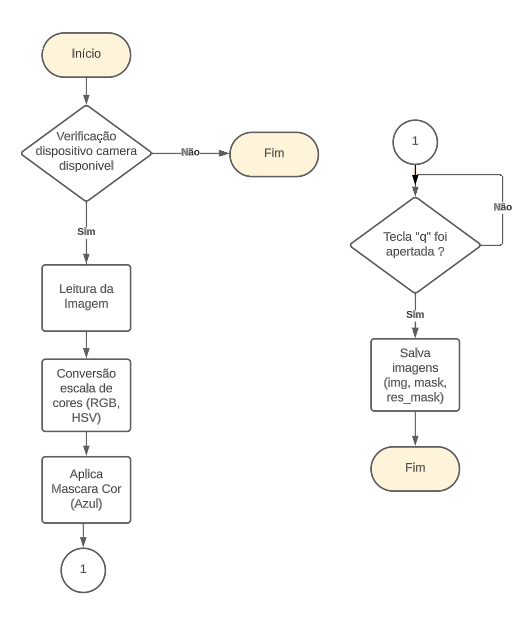 Início
Verificação
dispositivo camera
disponivel
Não
Fim
Sim
Leitura da
Imagem
Conversão
escala de
cores (RGB,
HSV)
Aplica
Mascara Cor
(Azul)
1
1
Não
Tecla "q" foi
apertada ?
Sim
Salva
imagens
(img, mask,
res_mask)
Fim